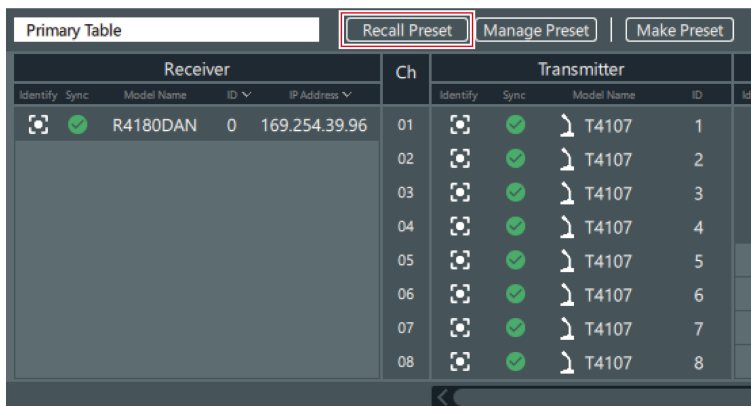 Primary Table Recall Preset Manage Preset Make Preset
Receiver Ch Transmitter
Identify Sync Model Name ID IP Address Identify Sync Model Name ID Id
R4180DAN 0 169.254.39.96 01 T4107 1
02 T4107 2
03 T4107 3
04 T4107 4
05 T4107 5
06 T4107 6
07 T4107 7
08 T4107 8